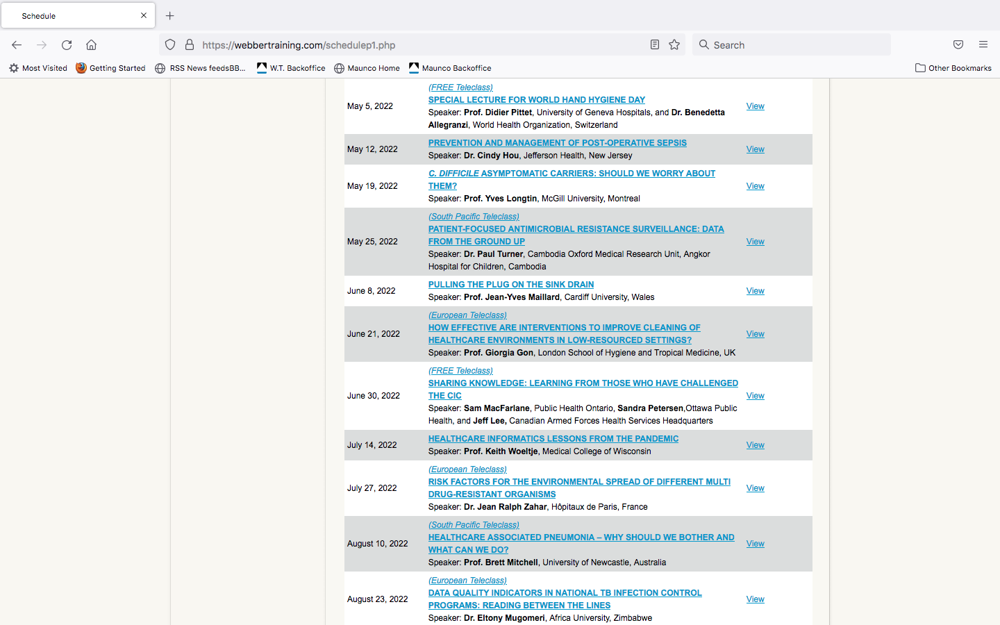 Schedule
https://webbertraining.com/schedulep1.php
Search
Most Visited
Getting Started
RSS News feedsBB...
W.T. Backoffice
Maunco Home
Maunco Backoffice
Other Bookmarks
May 5, 2022
(FREE Teleclass)
SPECIAL LECTURE FOR WORLD HAND HYGIENE DAY
Speaker: Prof. Didier Pittet, University of Geneva Hospitals, and Dr. Benedetta
Allegranzi, World Health Organization, Switzerland
View
May 12, 2022
PREVENTION AND MANAGEMENT OF POST-OPERATIVE SEPSIS
Speaker: Dr. Cindy Hou, Jefferson Health, New Jersey
View
May 19, 2022
C. DIFFICILE ASYMPTOMATIC CARRIERS: SHOULD WE WORRY ABOUT
THEM?
Speaker: Prof. Yves Longtin, McGill University, Montreal
View
May 25, 2022
(South Pacific Teleclass)
PATIENT-FOCUSED ANTIMICROBIAL RESISTANCE SURVEILLANCE: DATA
FROM THE GROUND UP
Speaker: Dr. Paul Turner, Cambodia Oxford Medical Research Unit, Angkor
Hospital for Children, Cambodia
View
June 8, 2022
PULLING THE PLUG ON THE SINK DRAIN
Speaker: Prof. Jean-Yves Maillard, Cardiff University, Wales
View
June 21, 2022
(European Teleclass)
HOW EFFECTIVE ARE INTERVENTIONS TO IMPROVE CLEANING OF
HEALTHCARE ENVIRONMENTS IN LOW-RESOURCED SETTINGS?
Speaker: Prof. Giorgia Gon, London School of Hygiene and Tropical Medicine, UK
View
June 30, 2022
(FREE Teleclass)
SHARING KNOWLEDGE: LEARNING FROM THOSE WHO HAVE CHALLENGED
THE CIC
Speaker: Sam MacFarlane, Public Health Ontario, Sandra Petersen,Ottawa Public
Health, and Jeff Lee, Canadian Armed Forces Health Services Headquarters
View
July 14, 2022
HEALTHCARE INFORMATICS LESSONS FROM THE PANDEMIC
Speaker: Prof. Keith Woeltje, Medical College of Wisconsin
View
July 27, 2022
(European Teleclass)
RISK FACTORS FOR THE ENVIRONMENTAL SPREAD OF DIFFERENT MULTI
DRUG-RESISTANT ORGANISMS
Speaker: Dr. Jean Ralph Zahar, Hôpitaux de Paris, France
View
August 10, 2022
(South Pacific Teleclass)
HEALTHCARE ASSOCIATED PNEUMONIA – WHY SHOULD WE BOTHER AND
WHAT CAN WE DO?
Speaker: Prof. Brett Mitchell, University of Newcastle, Australia
View
August 23, 2022
(European Teleclass)
DATA QUALITY INDICATORS IN NATIONAL TB INFECTION CONTROL
PROGRAMS: READING BETWEEN THE LINES
Speaker: Dr. Eltony Mugomeri, Africa University, Zimbabwe
View